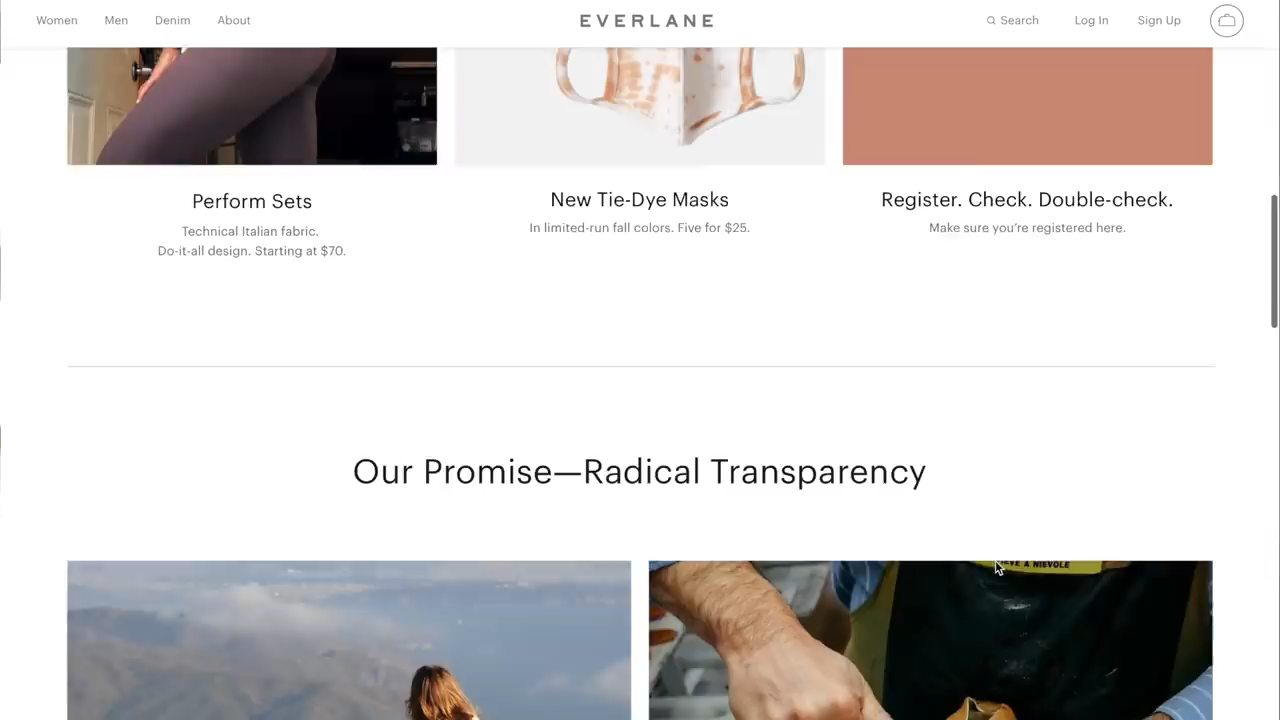 Women Men Denim About EVERLANE Search Log In Sign Up
Perform Sets
Technical Italian fabric.
Do-it-all design. Starting at $70.
New Tie-Dye Masks
In limited-run fall colors. Five for $25.
Register. Check. Double-check.
Make sure you’re registered here.
Our Promise—Radical Transparency
A NIEVOLE